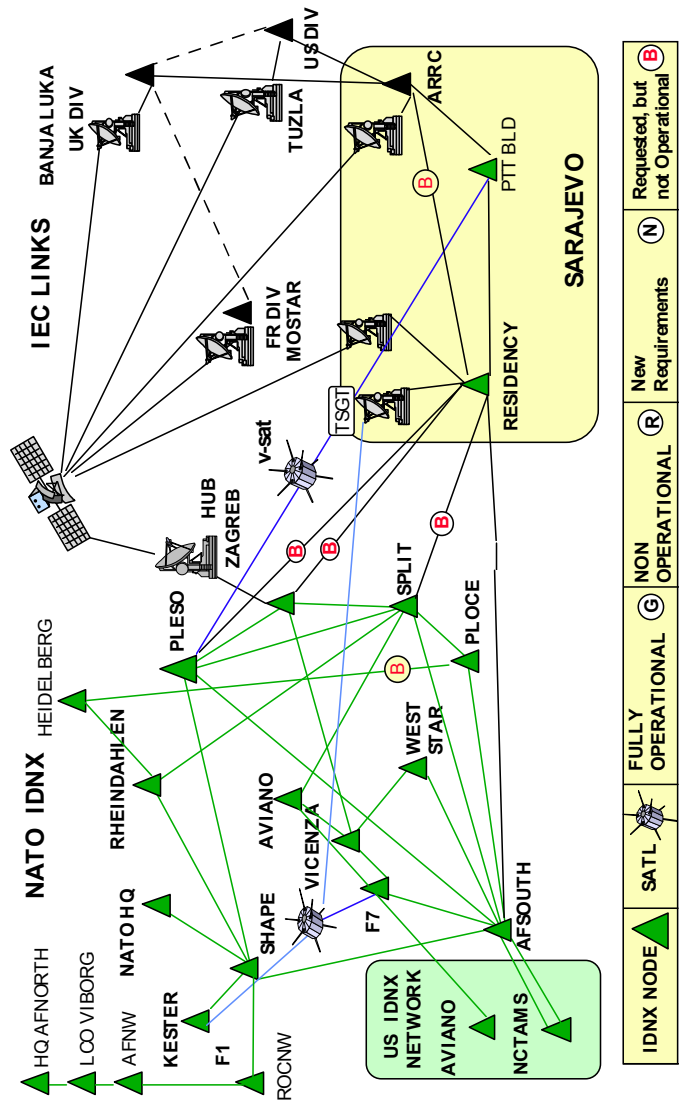 NATO IDNX
IEC LINKS
HQ AFNORTH
LCC VIBORG
AFNW
ROCNW
KESTER
F1
NATO HQ
SHAPE
RHEINDAHLEN
HEIDELBERG
AVIANO
VICENZA
F7
WEST
STAR
PLESO
HUB
ZAGREB
SPLIT
PLOCE
B
B
B
B
v-sat
TSGT
FR DIV
MOSTAR
BANJA LUKA
UK DIV
TUZLA
US DIV
ARRC
B
PTT BLD
RESIDENCY
SARAJEVO
US IDNX
NETWORK
AVIANO
NCTAMS
AFSOUTH
IDNX NODE
SATL
FULLY
OPERATIONAL
G
NON
OPERATIONAL
R
New
Requirements
N
Requested, but
not Operational
B